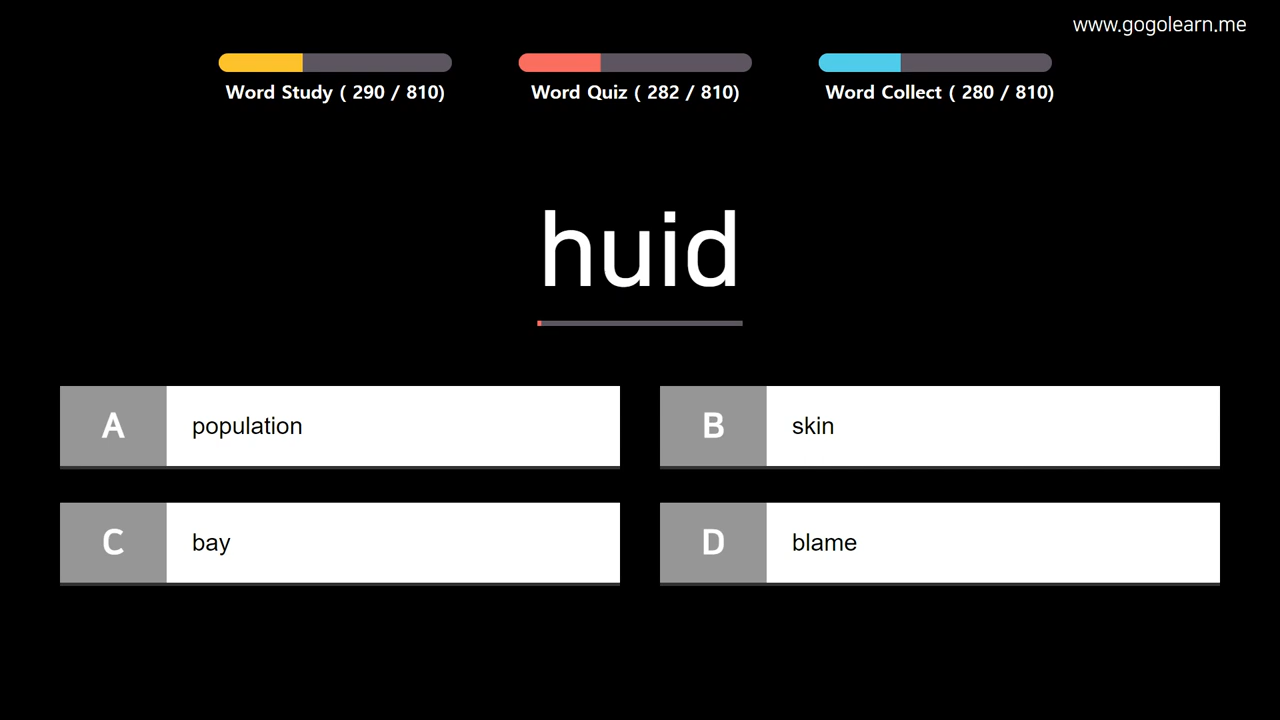 www.gogolearn.me
Word Study ( 290 / 810)
Word Quiz ( 282 / 810)
Word Collect ( 280 / 810)
huid
A population
B skin
C bay
D blame